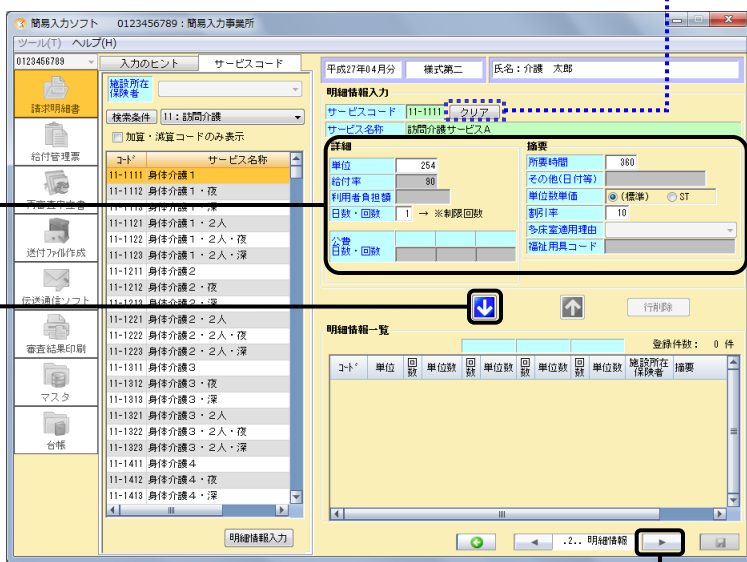 簡易入力ソフト 0123456789：簡易入力事業所
ツール(T) ヘルプ(H)
0123456789
請求明細書
給付管理票
再審査申立書
送付ファイル作成
伝送通信ソフト
審査結果印刷
マスタ
台帳
入力のヒント サービスコード
施設所在
保険者
検索条件 11：訪問介護
加算・減算コードのみ表示
コード サービス名称
11-1111 身体介護１
11-1112 身体介護１・夜
11-1113 身体介護１・深
11-1121 身体介護１・２人
11-1122 身体介護１・２人・夜
11-1123 身体介護１・２人・深
11-1211 身体介護２
11-1212 身体介護２・夜
11-1213 身体介護２・深
11-1221 身体介護２・２人
11-1222 身体介護２・２人・夜
11-1223 身体介護２・２人・深
11-1311 身体介護３
11-1312 身体介護３・夜
11-1313 身体介護３・深
11-1321 身体介護３・２人
11-1322 身体介護３・２人・夜
11-1323 身体介護３・２人・深
11-1411 身体介護４
11-1412 身体介護４・夜
11-1413 身体介護４・深
明細情報入力
平成27年04月分 様式第二 氏名：介護 太郎
明細情報入力
サービスコード 11-1111 クリア
サービス名称 訪問介護サービスA
詳細
単位 254
給付率 90
利用者負担額
日数・回数 1 → ※制限回数
公費
日数・回数
摘要
所要時間 360
その他(日付等)
単位数単価 (標準) ST
割引率 10
多床室適用理由
福祉用具コード
行削除
明細情報一覧
登録件数： 0 件
コード 単位 回数 単位数 回数 単位数 回数 単位数 回数 単位数 施設所在保険者 摘要
.2.. 明細情報